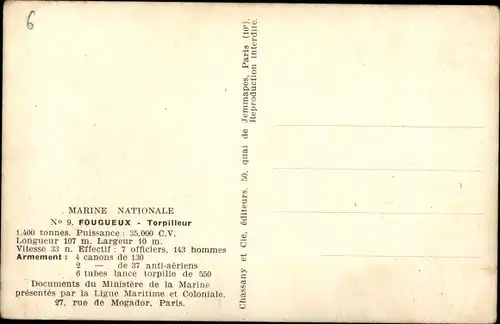 6
MARINE NATIONALE
Nº 9. FOUGUEUX - Torpilleur
1.400 tonnes. Puissance : 35.000 C.V.
Longueur 107 m. Largeur 10 m.
Vitesse 33 n. Effectif : 7 officiers, 143 hommes
Armement : 4 canons de 130
2 — de 37 anti-aériens
6 tubes lance torpille de 550
Documents du Ministère de la Marine
présentés par la Ligue Maritime et Coloniale,
27, rue de Mogador, Paris.
Chassany et Cie, éditeurs, 50, quai de Jemmapes, Paris (10e).
Reproduction interdite.